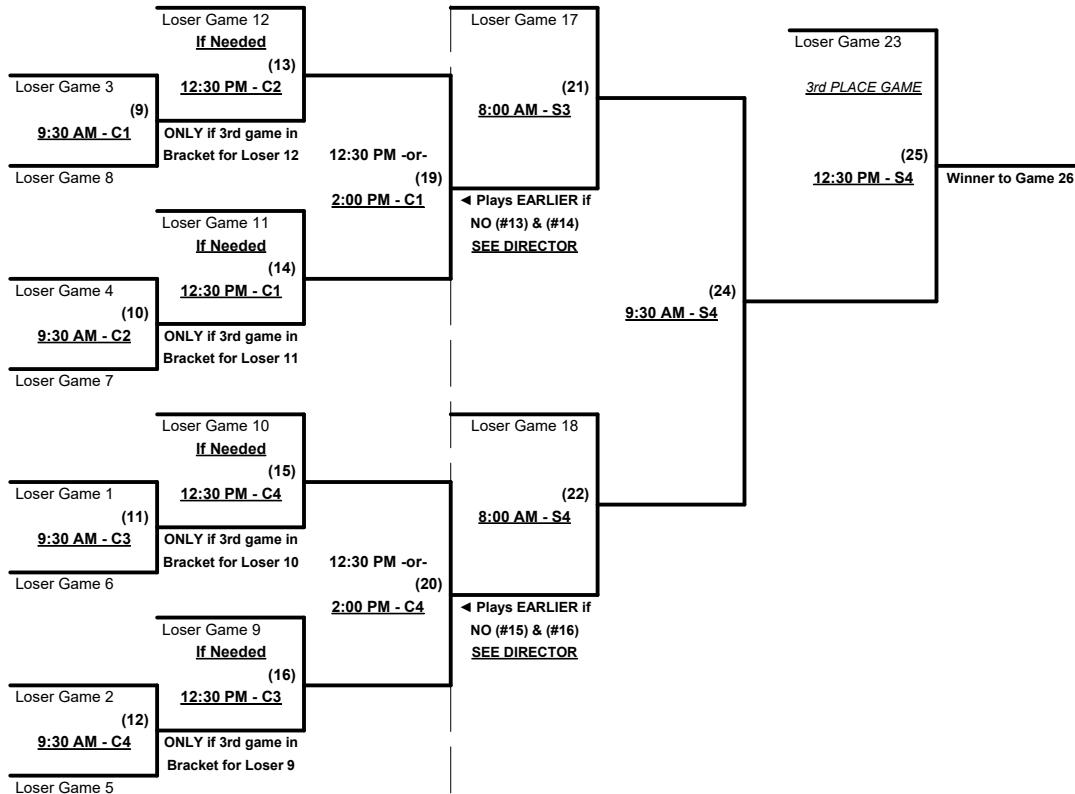 Loser Game 12
If Needed
(13)
12:30 PM - C2
Loser Game 3
(9)
9:30 AM - C1
ONLY if 3rd game in
Bracket for Loser 12
Loser Game 8
Loser Game 11
If Needed
(14)
12:30 PM - C1
Loser Game 4
(10)
9:30 AM - C2
ONLY if 3rd game in
Bracket for Loser 11
Loser Game 7
12:30 PM -or-
(19)
2:00 PM - C1
Loser Game 17
(21)
8:00 AM - S3
◄ Plays EARLIER if
NO (#13) & (#14)
SEE DIRECTOR
Loser Game 10
If Needed
(15)
12:30 PM - C4
Loser Game 1
(11)
9:30 AM - C3
ONLY if 3rd game in
Bracket for Loser 10
Loser Game 6
Loser Game 9
If Needed
(16)
12:30 PM - C3
Loser Game 2
(12)
9:30 AM - C4
ONLY if 3rd game in
Bracket for Loser 9
Loser Game 5
12:30 PM -or-
(20)
2:00 PM - C4
Loser Game 18
(22)
8:00 AM - S4
◄ Plays EARLIER if
NO (#15) & (#16)
SEE DIRECTOR
(24)
9:30 AM - S4
Loser Game 23
3rd PLACE GAME
(25)
12:30 PM - S4
Winner to Game 26